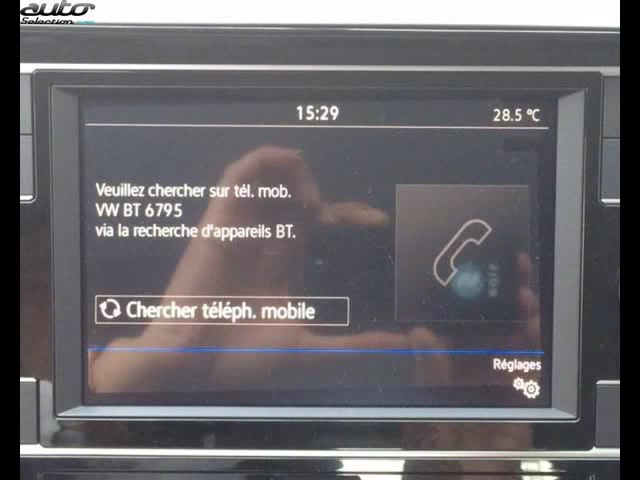 auto
Selection.com
15:29
28.5 °C
Veuillez chercher sur tél. mob.
VW BT 6795
via la recherche d'appareils BT.
Chercher téléph. mobile
Réglages